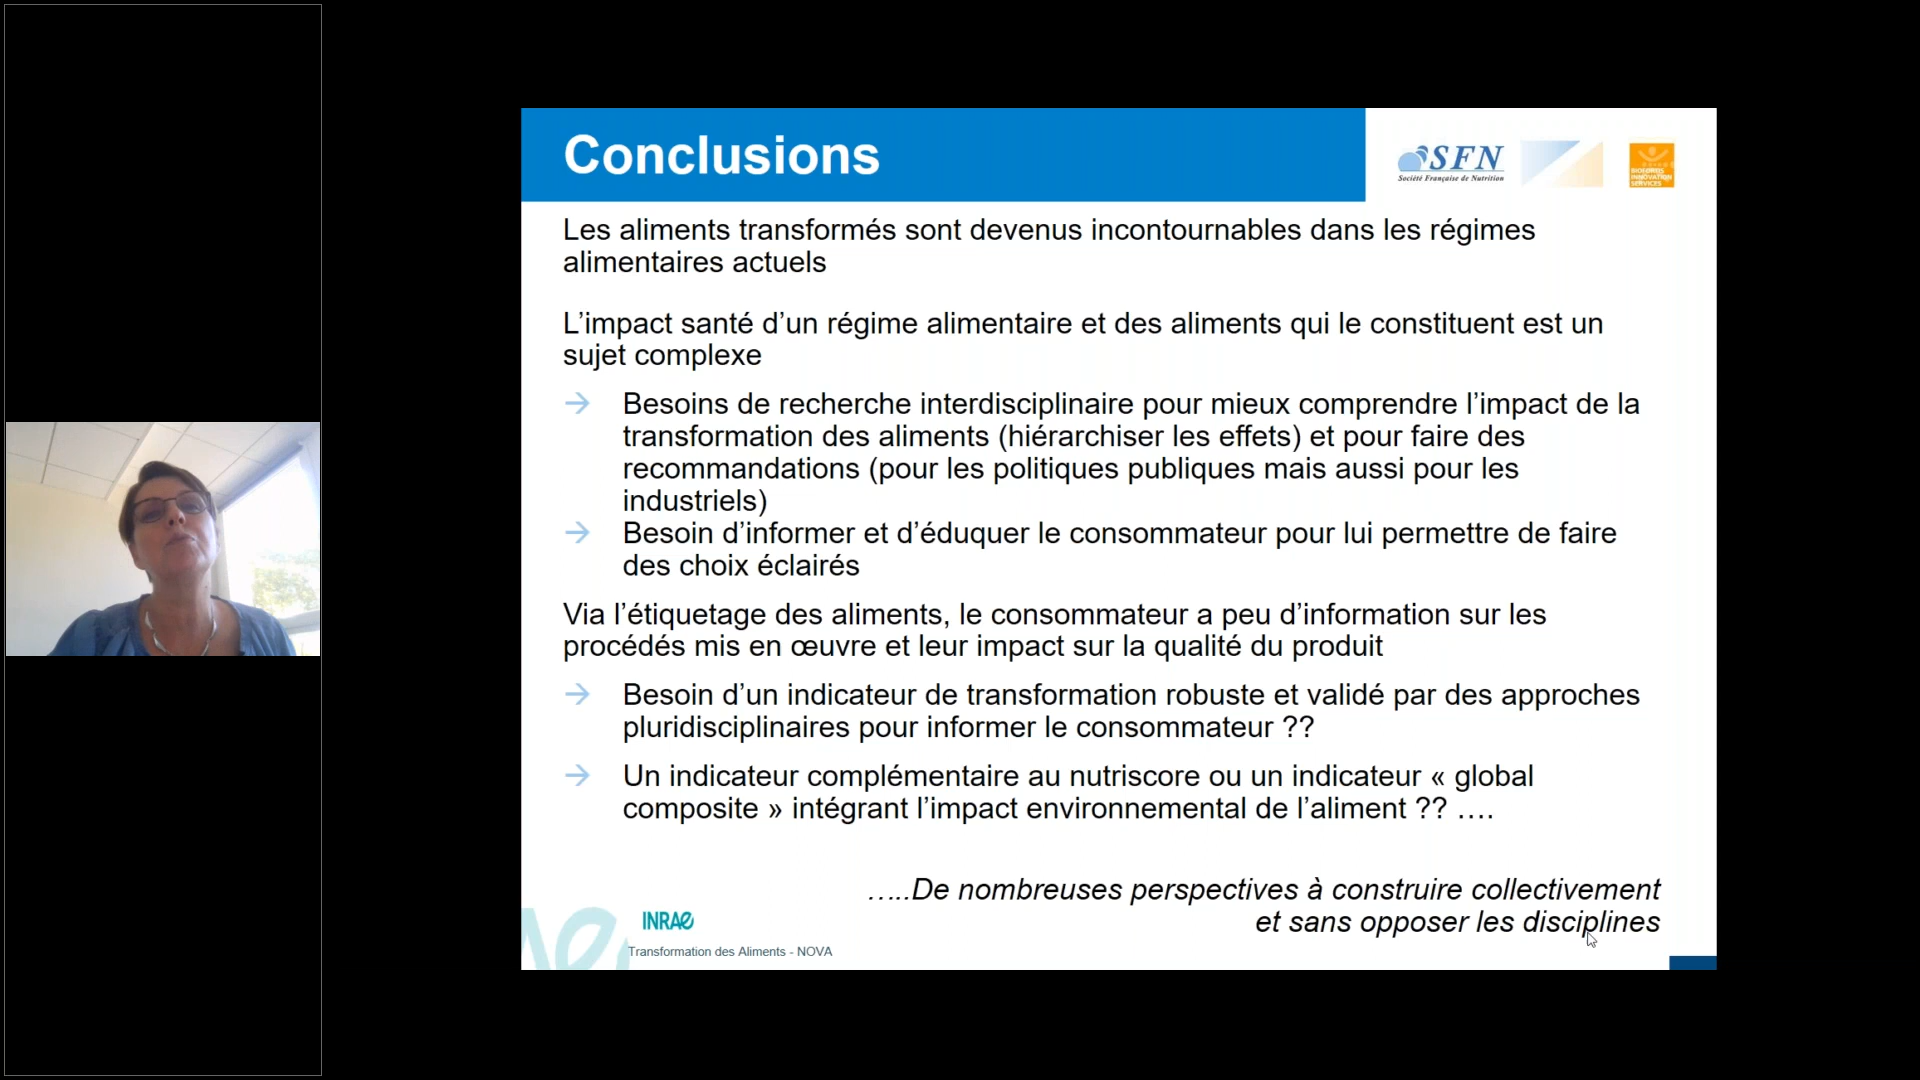 Conclusions
SFN
Société Française de Nutrition
BIOFORTIS
INNOVATION
SERVICES
Les aliments transformés sont devenus incontournables dans les régimes
alimentaires actuels
L’impact santé d’un régime alimentaire et des aliments qui le constituent est un
sujet complexe
→ Besoins de recherche interdisciplinaire pour mieux comprendre l’impact de la
transformation des aliments (hiérarchiser les effets) et pour faire des
recommandations (pour les politiques publiques mais aussi pour les
industriels)
→ Besoin d’informer et d’éduquer le consommateur pour lui permettre de faire
des choix éclairés
Via l’étiquetage des aliments, le consommateur a peu d’information sur les
procédés mis en œuvre et leur impact sur la qualité du produit
→ Besoin d’un indicateur de transformation robuste et validé par des approches
pluridisciplinaires pour informer le consommateur ??
→ Un indicateur complémentaire au nutriscore ou un indicateur « global
composite » intégrant l’impact environnemental de l’aliment ?? ….
…..De nombreuses perspectives à construire collectivement
et sans opposer les disciplines
INRAE
Transformation des Aliments - NOVA